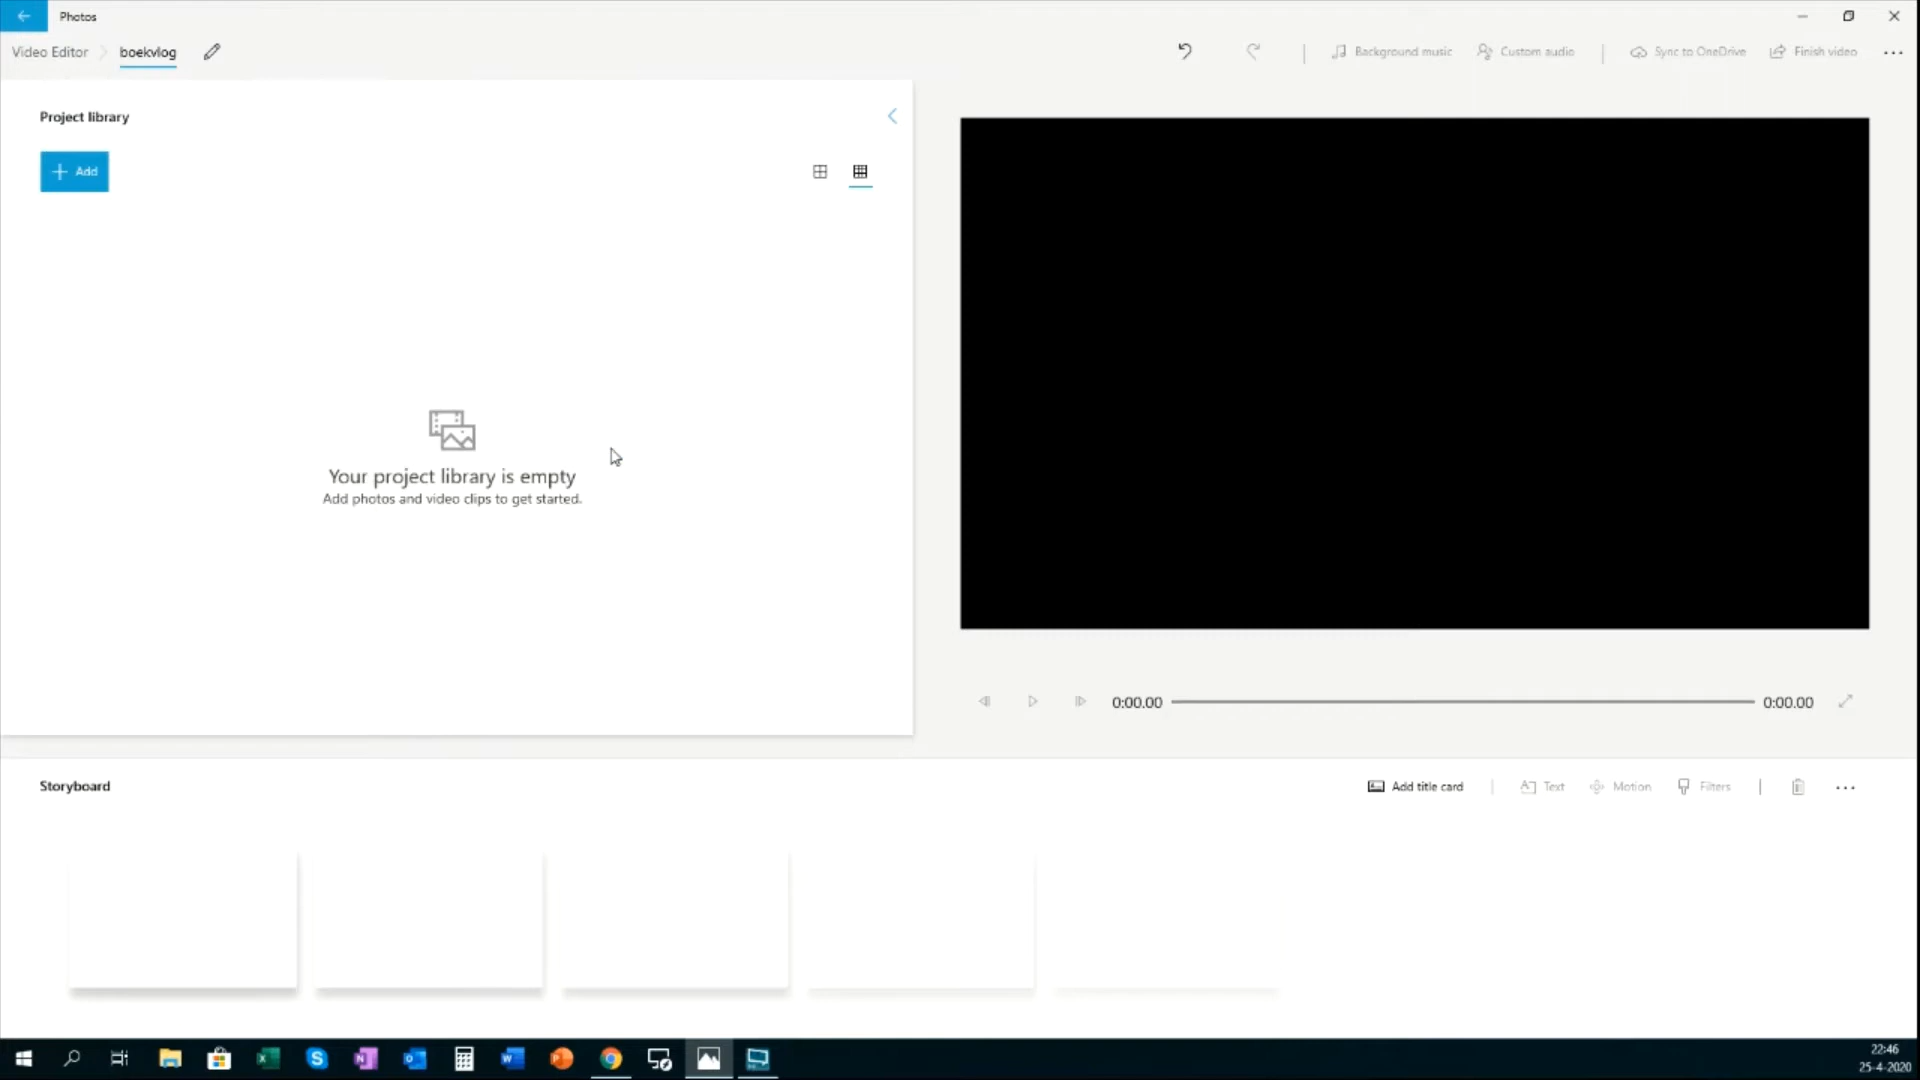 Photos
Video Editor
boekvlog
Background music
Custom audio
Sync to OneDrive
Finish video
Project library
Add
Your project library is empty
Add photos and video clips to get started.
0:00.00
0:00.00
Storyboard
Add title card
Text
Motion
Filters
22:46
25-4-2020